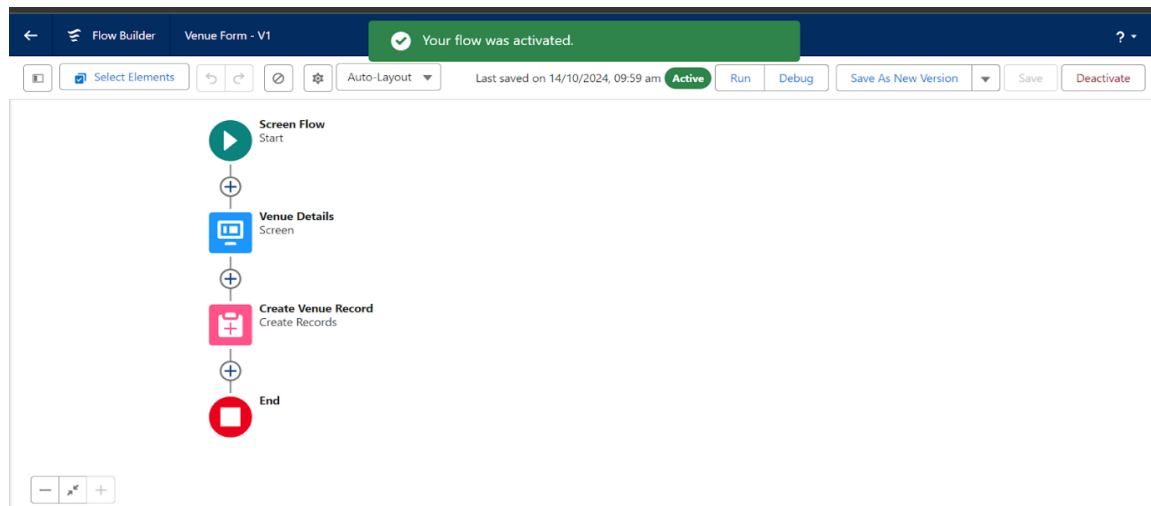 Flow Builder Venue Form - V1 Your flow was activated. ?
Select Elements Auto-Layout Last saved on 14/10/2024, 09:59 am Active Run Debug Save As New Version Save Deactivate
Screen Flow
Start
Venue Details
Screen
Create Venue Record
Create Records
End